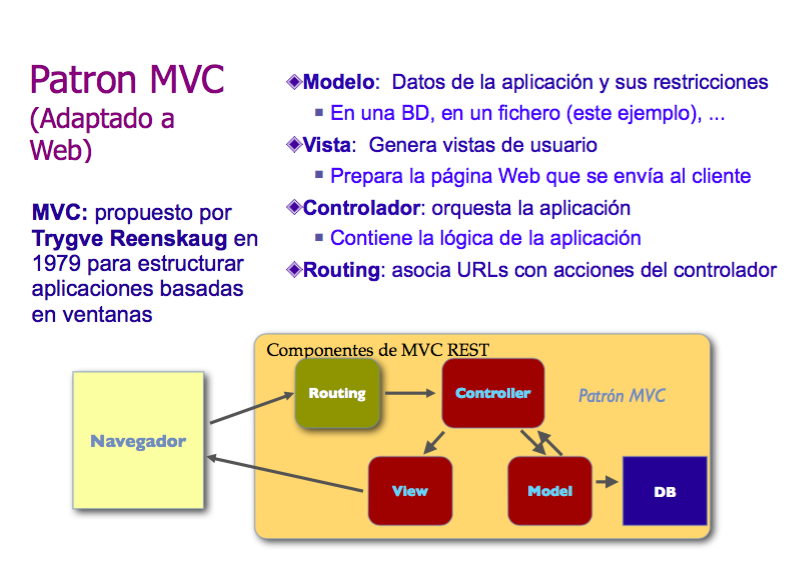 Patron MVC
(Adaptado a
Web)
MVC: propuesto por
Trygve Reenskaug en
1979 para estructurar
aplicaciones basadas
en ventanas
Modelo: Datos de la aplicación y sus restricciones
En una BD, en un fichero (este ejemplo), ...
Vista: Genera vistas de usuario
Prepara la página Web que se envía al cliente
Controlador: orquesta la aplicación
Contiene la lógica de la aplicación
Routing: asocia URLs con acciones del controlador
Componentes de MVC REST
Routing
Controller
Patrón MVC
Navegador
View
Model
DB